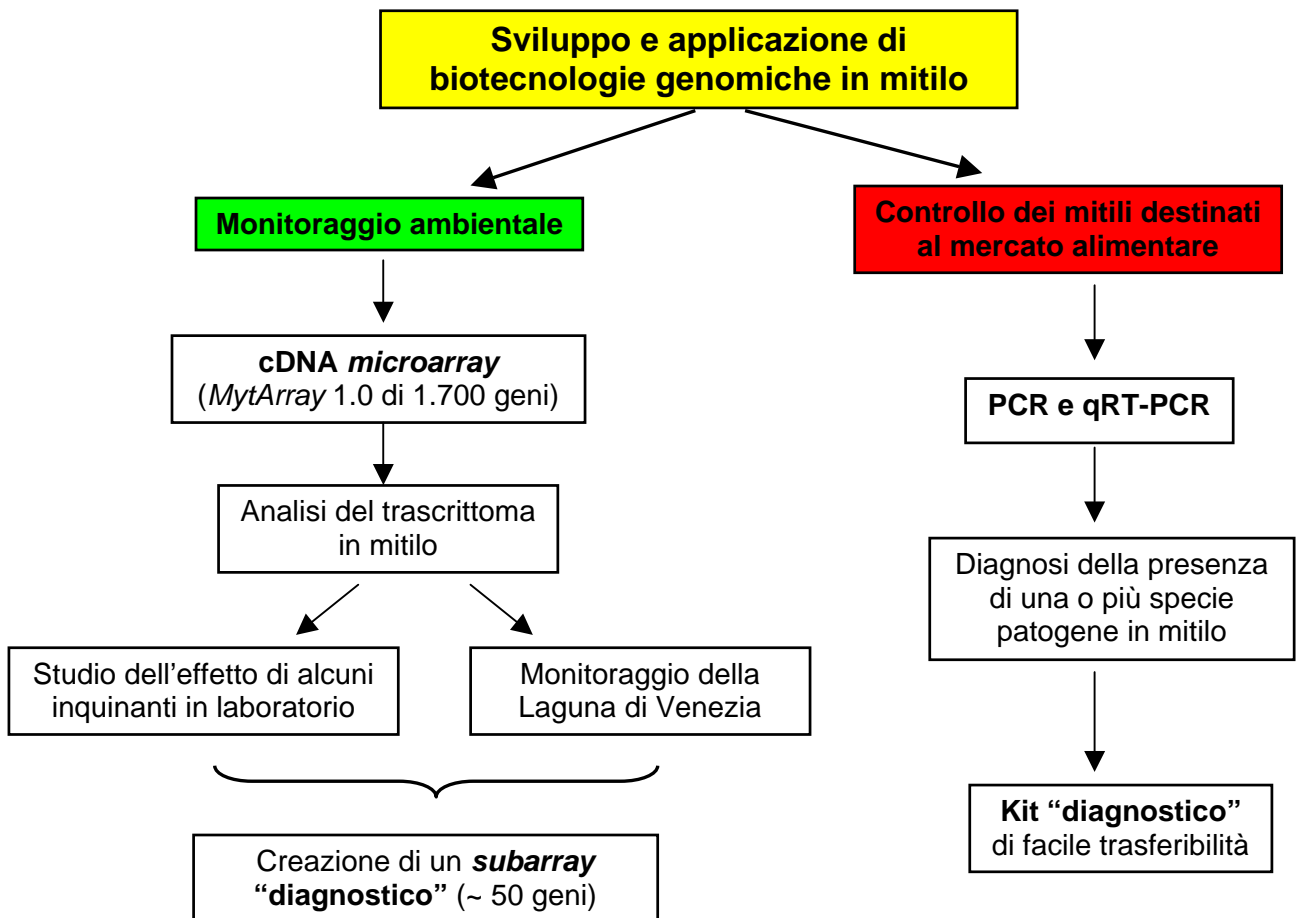 Sviluppo e applicazione di
biotecnologie genomiche in mitilo
Monitoraggio ambientale
Controllo dei mitili destinati
al mercato alimentare
cDNA microarray
(MytArray 1.0 di 1.700 geni)
PCR e qRT-PCR
Analisi del trascrittoma
in mitilo
Diagnosi della presenza
di una o più specie
patogene in mitilo
Studio dell’effetto di alcuni
inquinanti in laboratorio
Monitoraggio della
Laguna di Venezia
Kit “diagnostico”
di facile trasferibilità
Creazione di un subarray
“diagnostico” (~ 50 geni)